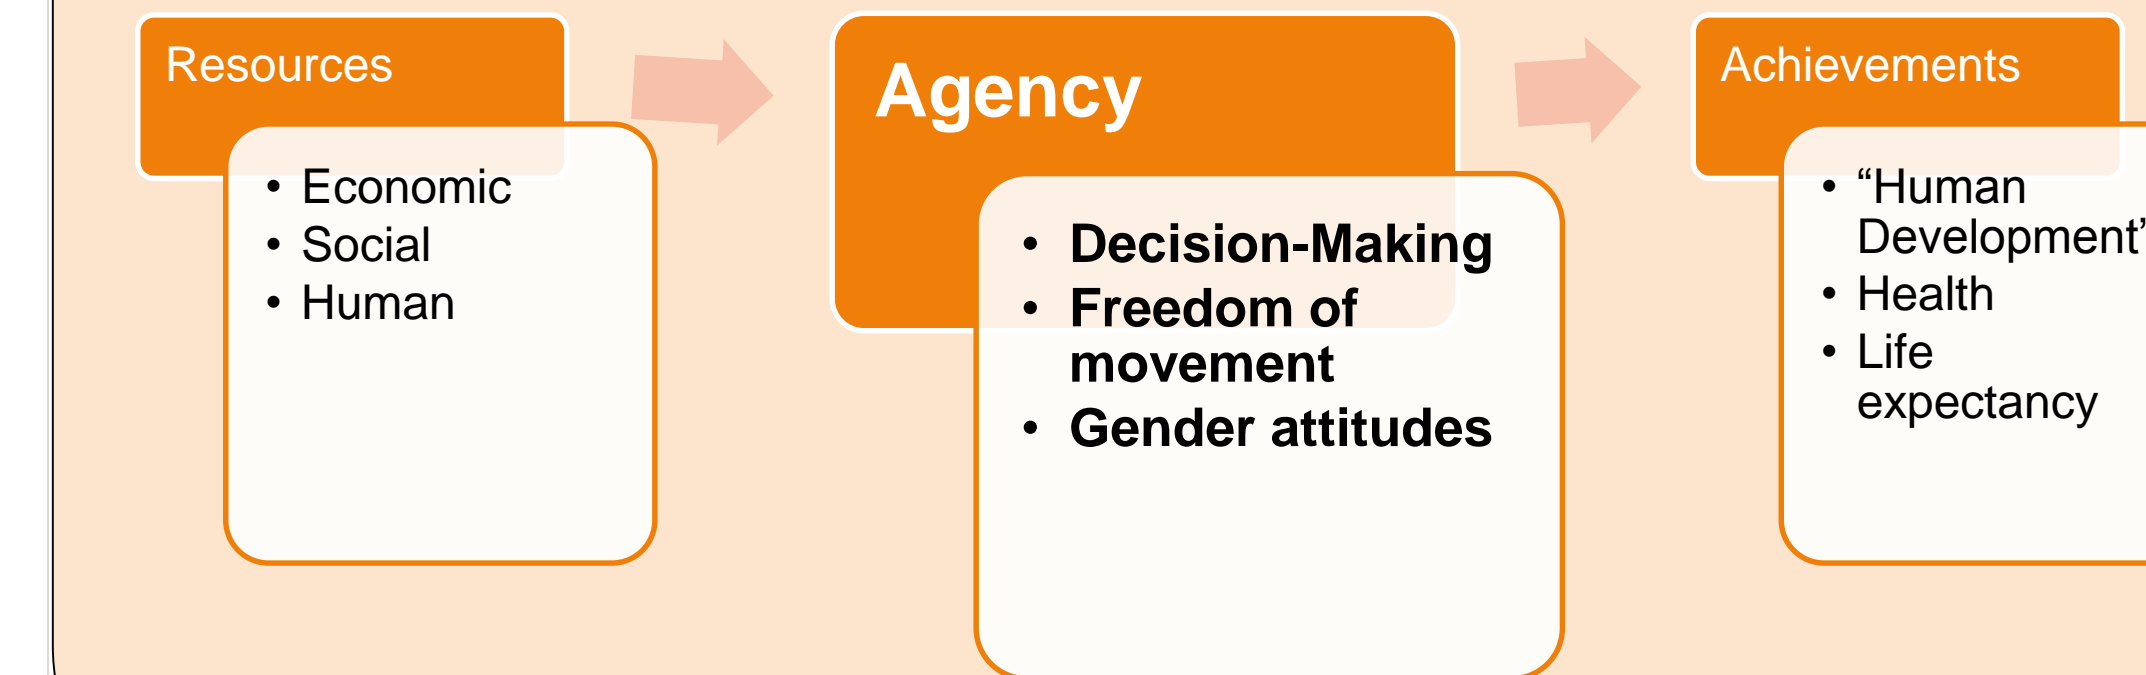 Resources
• Economic
• Social
• Human
Agency
• Decision-Making
• Freedom of
movement
• Gender attitudes
Achievements
• “Human
Development”
• Health
• Life
expectancy